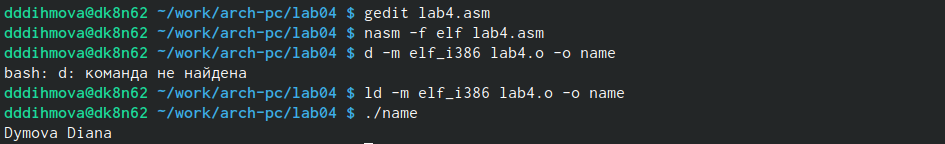 dddihmova@dk8n62 ~/work/arch-pc/lab04 $ gedit lab4.asm
dddihmova@dk8n62 ~/work/arch-pc/lab04 $ nasm -f elf lab4.asm
dddihmova@dk8n62 ~/work/arch-pc/lab04 $ d -m elf_i386 lab4.o -o name
bash: d: команда не найдена
dddihmova@dk8n62 ~/work/arch-pc/lab04 $ ld -m elf_i386 lab4.o -o name
dddihmova@dk8n62 ~/work/arch-pc/lab04 $ ./name
Dymova Diana